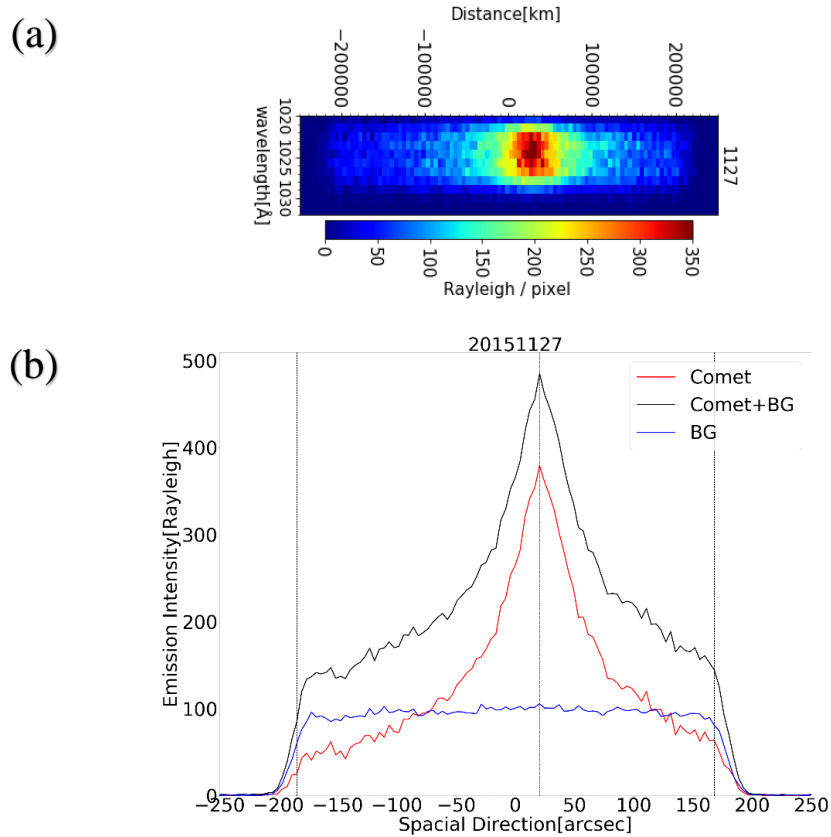 (a)
Distance[km]
−200000
−100000
0
100000
200000
wavelength[Å]
1020
1025
1030
1127
0
50
100
150
200
250
300
350
Rayleigh / pixel
(b)
20151127
Emission Intensity[Rayleigh]
500
400
300
200
100
0
Comet
Comet+BG
BG
−250 −200 −150 −100 −50 0 50 100 150 200 250
Spacial Direction[arcsec]